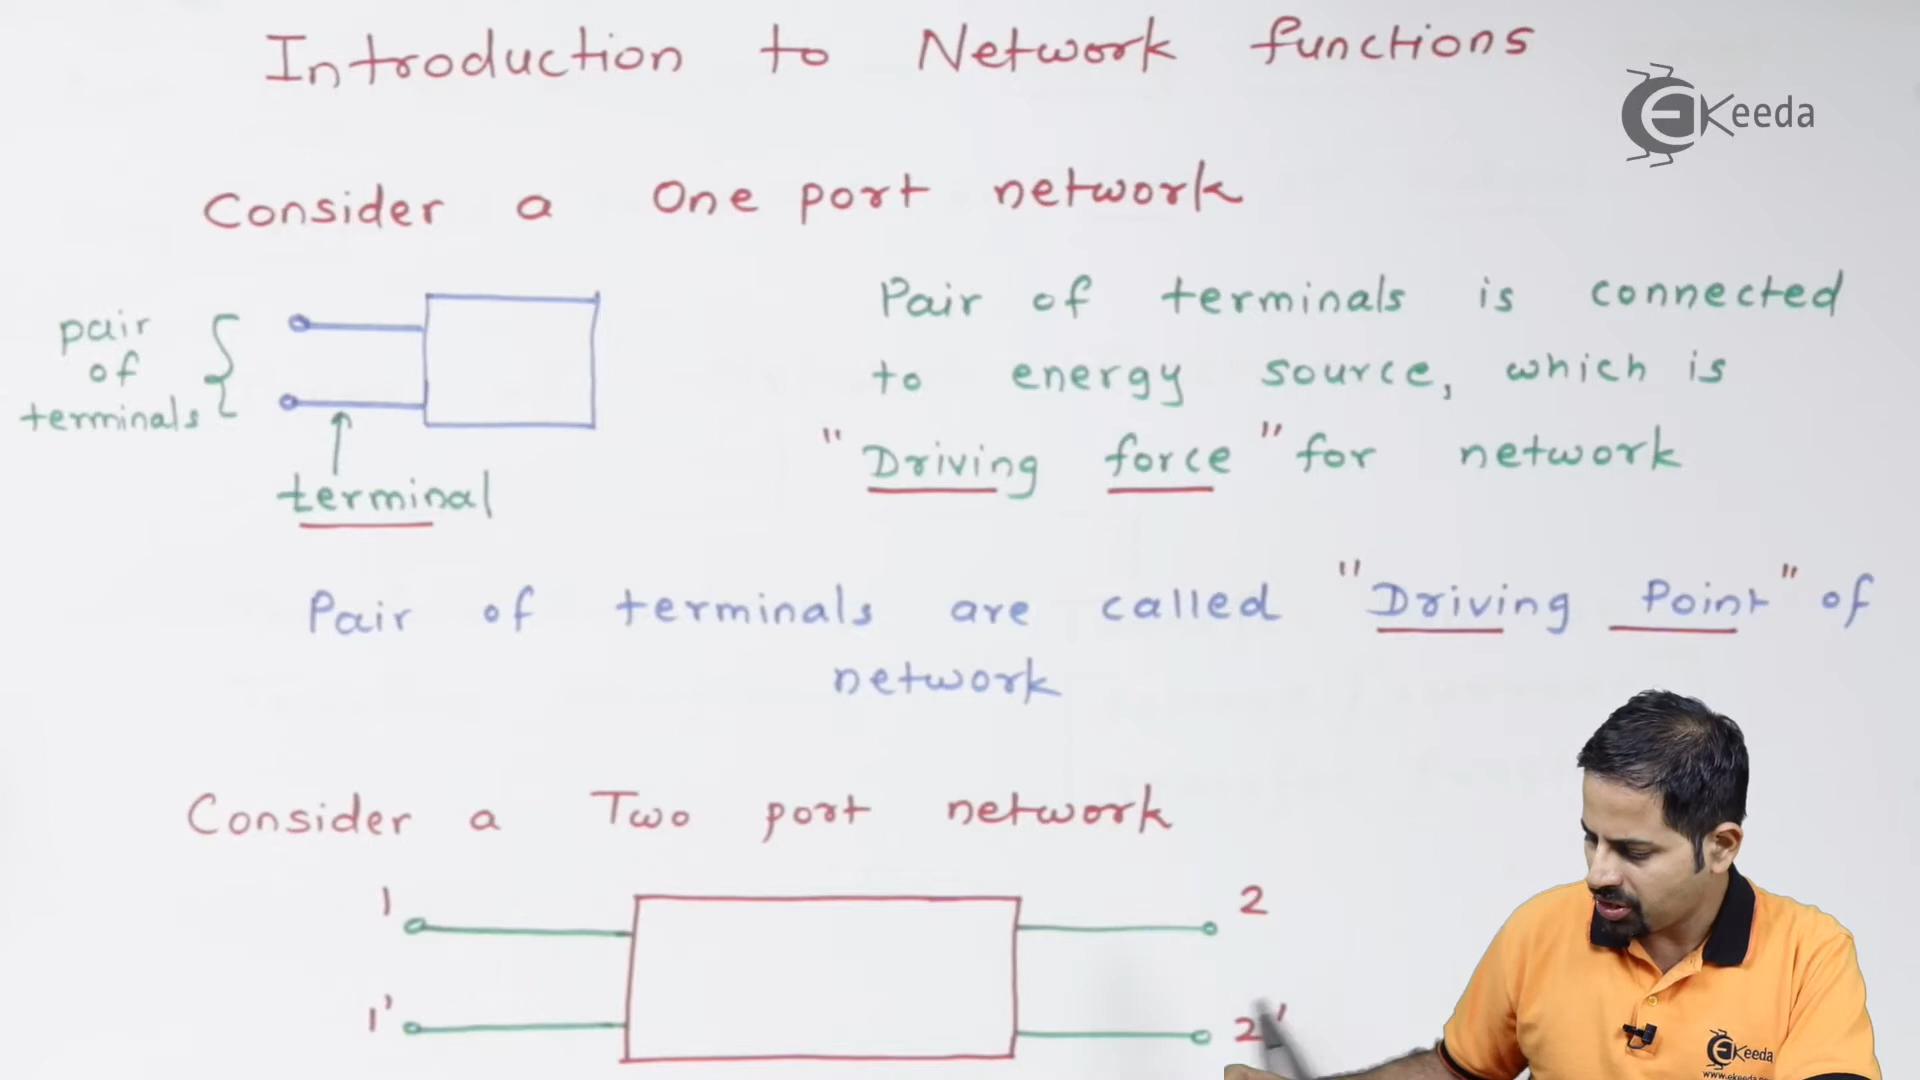 Introduction to Network functions
EKeeda
Consider a One port network
pair
of
terminals
terminal
Pair of terminals is connected
to energy source, which is
"Driving force" for network
Pair of terminals are called "Driving Point" of
network
Consider a Two port network
1
2
1'
2'
EKeeda